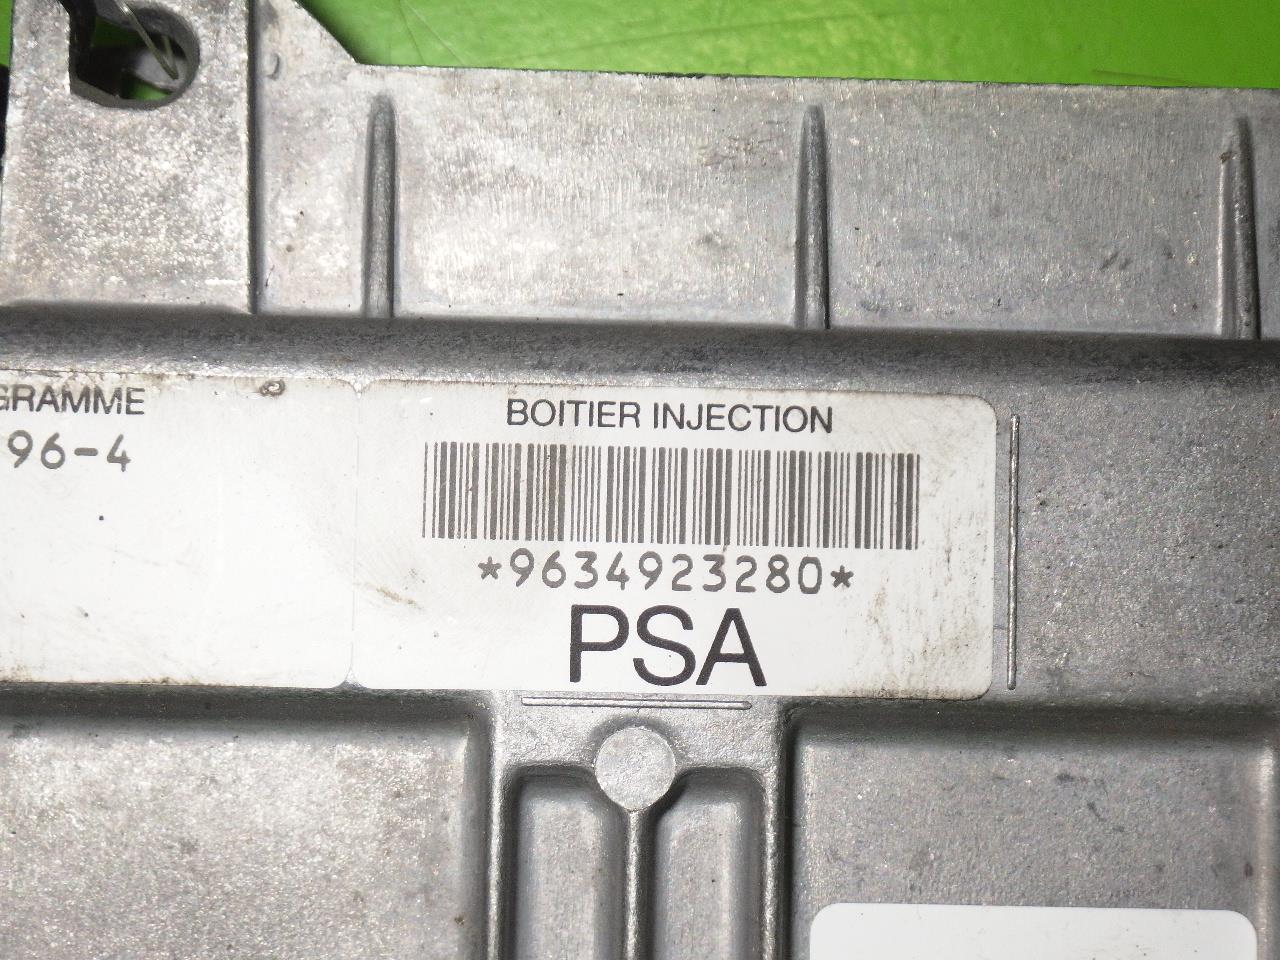 GRAMME
96-4
BOITIER INJECTION
*9634923280*
PSA